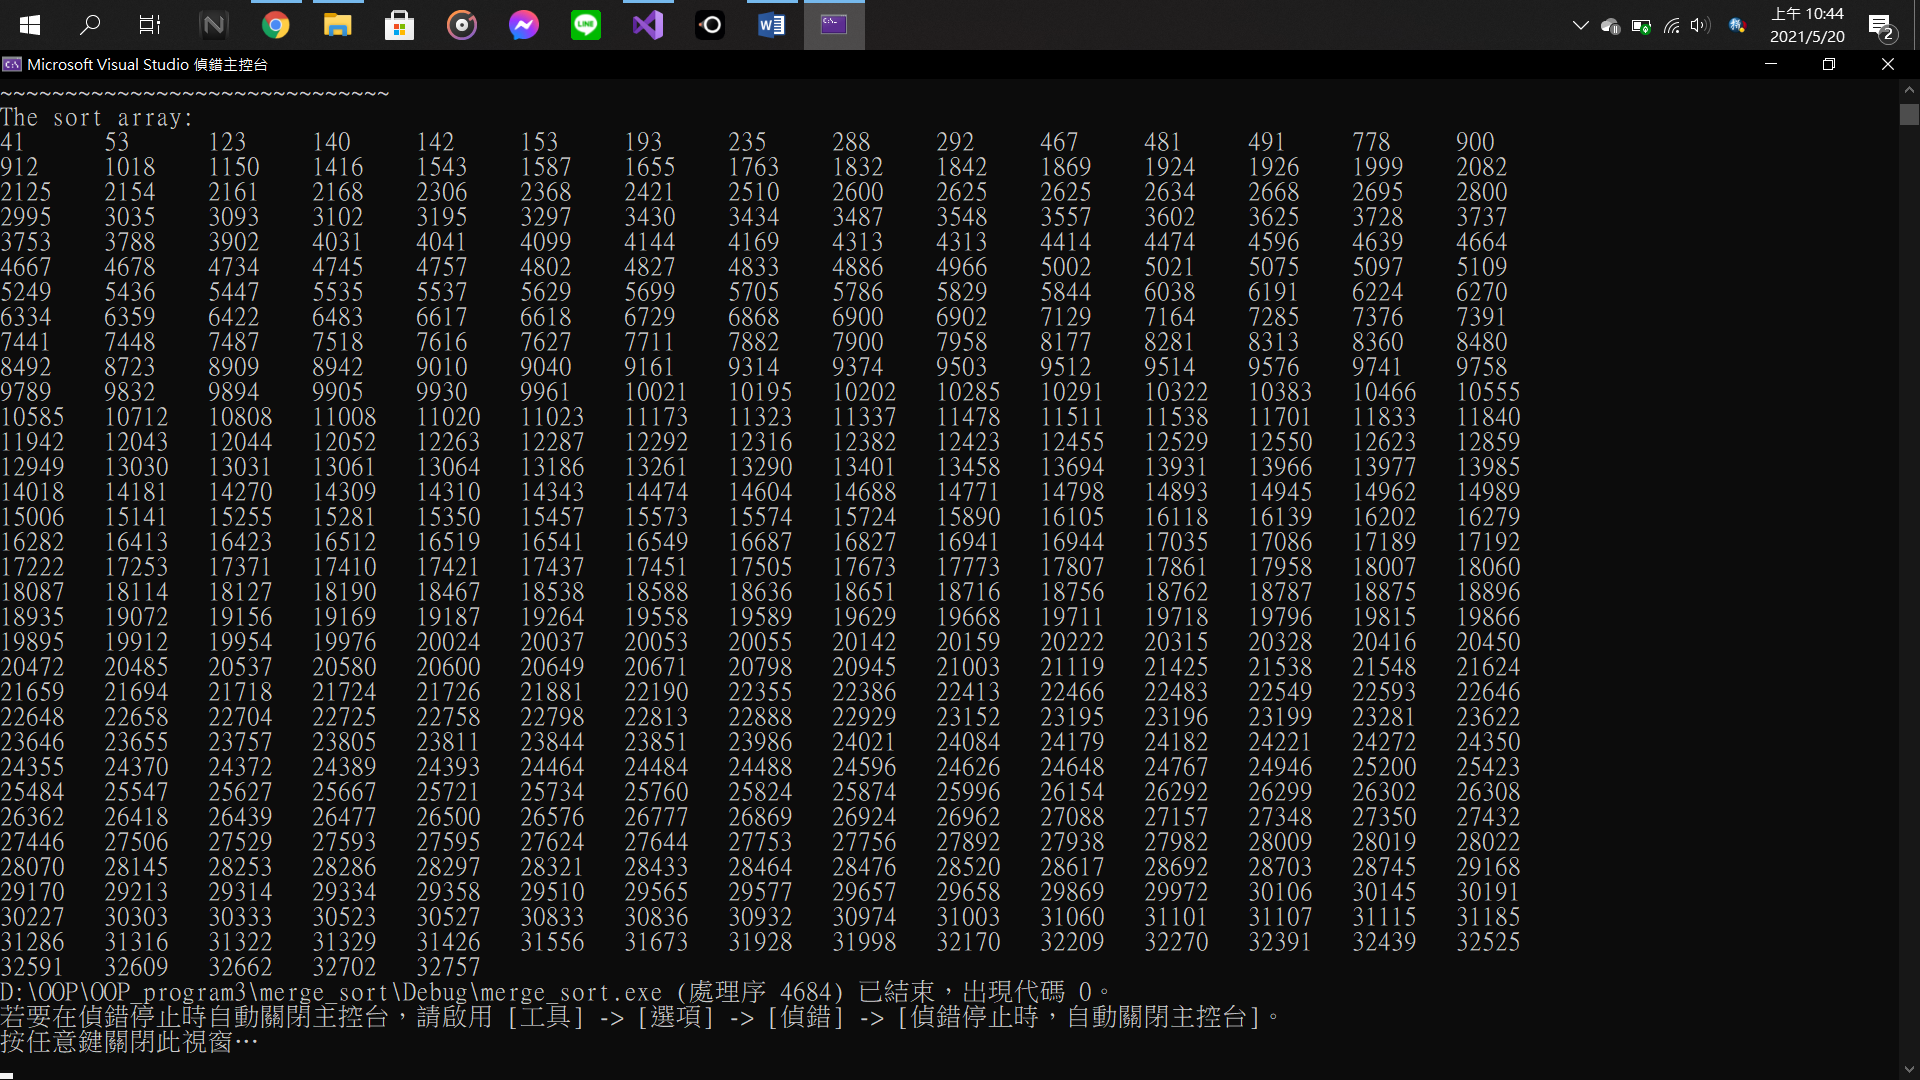 上午 10:44
2021/5/20
2
Microsoft Visual Studio 偵錯主控台
~~~~~~~~~~~~~~~~~~~~~~~~~~~~~~
The sort array:
41 53 123 140 142 153 193 235 288 292 467 481 491 778 900
912 1018 1150 1416 1543 1587 1655 1763 1832 1842 1869 1924 1926 1999 2082
2125 2154 2161 2168 2306 2368 2421 2510 2600 2625 2625 2634 2668 2695 2800
2995 3035 3093 3102 3195 3297 3430 3434 3487 3548 3557 3602 3625 3728 3737
3753 3788 3902 4031 4041 4099 4144 4169 4313 4313 4414 4474 4596 4639 4664
4667 4678 4734 4745 4757 4802 4827 4833 4886 4966 5002 5021 5075 5097 5109
5249 5436 5447 5535 5537 5629 5699 5705 5786 5829 5844 6038 6191 6224 6270
6334 6359 6422 6483 6617 6618 6729 6868 6900 6902 7129 7164 7285 7376 7391
7441 7448 7487 7518 7616 7627 7711 7882 7900 7958 8177 8281 8313 8360 8480
8492 8723 8909 8942 9010 9040 9161 9314 9374 9503 9512 9514 9576 9741 9758
9789 9832 9894 9905 9930 9961 10021 10195 10202 10285 10291 10322 10383 10466 10555
10585 10712 10808 11008 11020 11023 11173 11323 11337 11478 11511 11538 11701 11833 11840
11942 12043 12044 12052 12263 12287 12292 12316 12382 12423 12455 12529 12550 12623 12859
12949 13030 13031 13061 13064 13186 13261 13290 13401 13458 13694 13931 13966 13977 13985
14018 14181 14270 14309 14310 14343 14474 14604 14688 14771 14798 14893 14945 14962 14989
15006 15141 15255 15281 15350 15457 15573 15574 15724 15890 16105 16118 16139 16202 16279
16282 16413 16423 16512 16519 16541 16549 16687 16827 16941 16944 17035 17086 17189 17192
17222 17253 17371 17410 17421 17437 17451 17505 17673 17773 17807 17861 17958 18007 18060
18087 18114 18127 18190 18467 18538 18588 18636 18651 18716 18756 18762 18787 18875 18896
18935 19072 19156 19169 19187 19264 19558 19589 19629 19668 19711 19718 19796 19815 19866
19895 19912 19954 19976 20024 20037 20053 20055 20142 20159 20222 20315 20328 20416 20450
20472 20485 20537 20580 20600 20649 20671 20798 20945 21003 21119 21425 21538 21548 21624
21659 21694 21718 21724 21726 21881 22190 22355 22386 22413 22466 22483 22549 22593 22646
22648 22658 22704 22725 22758 22798 22813 22888 22929 23152 23195 23196 23199 23281 23622
23646 23655 23757 23805 23811 23844 23851 23986 24021 24084 24179 24182 24221 24272 24350
24355 24370 24372 24389 24393 24464 24484 24488 24596 24626 24648 24767 24946 25200 25423
25484 25547 25627 25667 25721 25734 25760 25824 25874 25996 26154 26292 26299 26302 26308
26362 26418 26439 26477 26500 26576 26777 26869 26924 26962 27088 27157 27348 27350 27432
27446 27506 27529 27593 27595 27624 27644 27753 27756 27892 27938 27982 28009 28019 28022
28070 28145 28253 28286 28297 28321 28433 28464 28476 28520 28617 28692 28703 28745 29168
29170 29213 29314 29334 29358 29510 29565 29577 29657 29658 29869 29972 30106 30145 30191
30227 30303 30333 30523 30527 30833 30836 30932 30974 31003 31060 31101 31107 31115 31185
31286 31316 31322 31329 31426 31556 31673 31928 31998 32170 32209 32270 32391 32439 32525
32591 32609 32662 32702 32757
D:\OOP\OOP_program3\merge_sort\Debug\merge_sort.exe (處理序 4684) 已結束，出現代碼 0。
若要在偵錯停止時自動關閉主控台，請啟用 [工具] -> [選項] -> [偵錯] -> [偵錯停止時，自動關閉主控台]。
按任意鍵關閉此視窗…